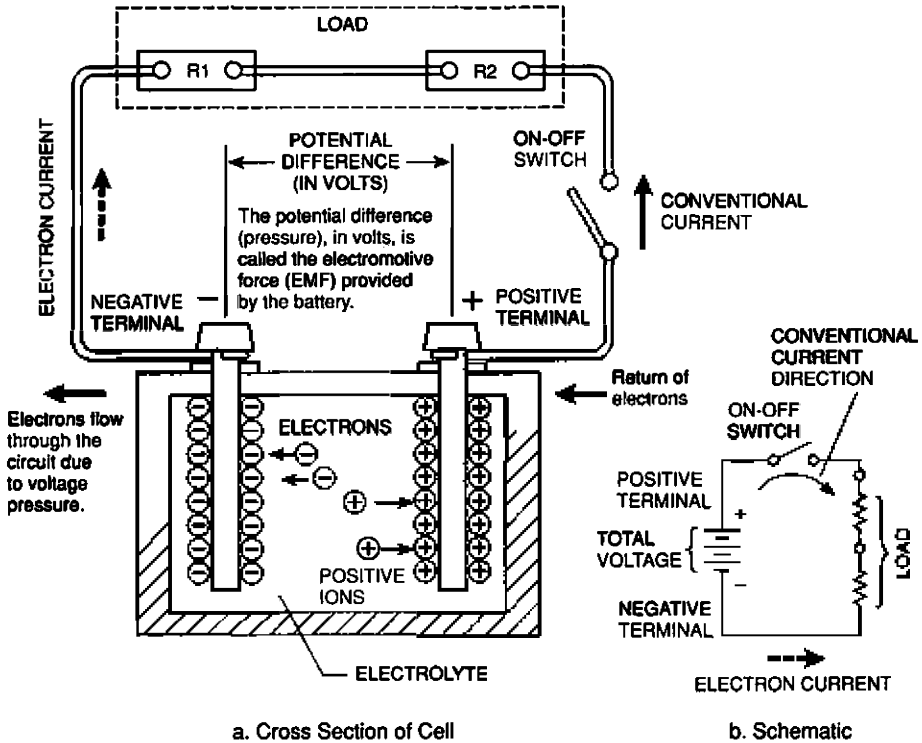 LOAD
R1
R2
ELECTRON CURRENT
POTENTIAL
DIFFERENCE
(IN VOLTS)
The potential difference
(pressure), in volts, is
called the electromotive
force (EMF) provided
by the battery.
ON-OFF
SWITCH
CONVENTIONAL
CURRENT
NEGATIVE
TERMINAL
−
+
POSITIVE
TERMINAL
Electrons flow
through the
circuit due
to voltage
pressure.
Return of
electrons
ELECTRONS
POSITIVE
IONS
ELECTROLYTE
a. Cross Section of Cell
CONVENTIONAL
CURRENT
DIRECTION
ON-OFF
SWITCH
POSITIVE
TERMINAL
+
TOTAL
VOLTAGE
−
LOAD
NEGATIVE
TERMINAL
ELECTRON CURRENT
b. Schematic